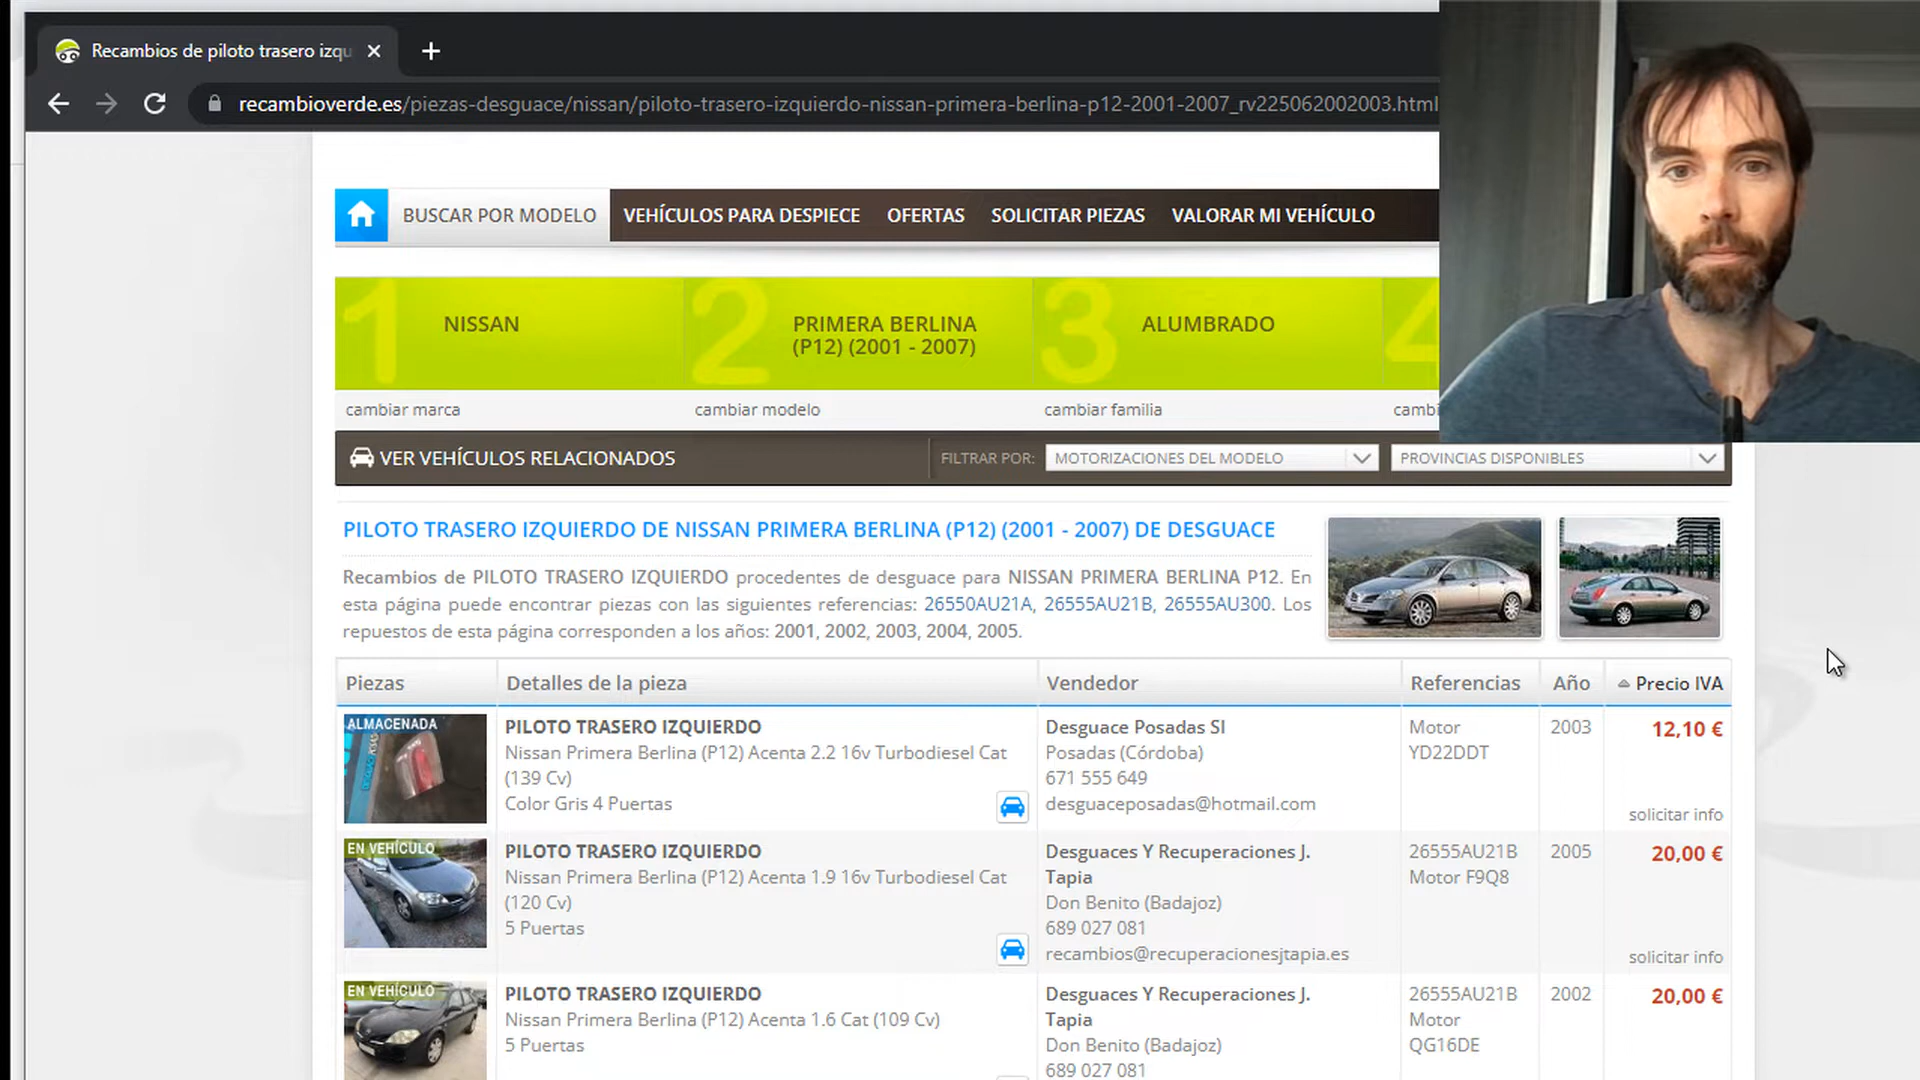 Recambios de piloto trasero izqu
recambioverde.es/piezas-desguace/nissan/piloto-trasero-izquierdo-nissan-primera-berlina-p12-2001-2007_rv225062002003.html
BUSCAR POR MODELO VEHÍCULOS PARA DESPIECE OFERTAS SOLICITAR PIEZAS VALORAR MI VEHÍCULO
1 NISSAN
2 PRIMERA BERLINA
(P12) (2001 - 2007)
3 ALUMBRADO
4
cambiar marca cambiar modelo cambiar familia cambi
VER VEHÍCULOS RELACIONADOS FILTRAR POR: MOTORIZACIONES DEL MODELO PROVINCIAS DISPONIBLES
PILOTO TRASERO IZQUIERDO DE NISSAN PRIMERA BERLINA (P12) (2001 - 2007) DE DESGUACE
Recambios de PILOTO TRASERO IZQUIERDO procedentes de desguace para NISSAN PRIMERA BERLINA P12. En
esta página puede encontrar piezas con las siguientes referencias: 26550AU21A, 26555AU21B, 26555AU300. Los
repuestos de esta página corresponden a los años: 2001, 2002, 2003, 2004, 2005.
Piezas Detalles de la pieza Vendedor Referencias Año Precio IVA
ALMACENADA
PILOTO TRASERO IZQUIERDO
Nissan Primera Berlina (P12) Acenta 2.2 16v Turbodiesel Cat
(139 Cv)
Color Gris 4 Puertas
Desguace Posadas Sl
Posadas (Córdoba)
671 555 649
desguaceposadas@hotmail.com
Motor
YD22DDT
2003
12,10 €
solicitar info
EN VEHÍCULO
PILOTO TRASERO IZQUIERDO
Nissan Primera Berlina (P12) Acenta 1.9 16v Turbodiesel Cat
(120 Cv)
5 Puertas
Desguaces Y Recuperaciones J.
Tapia
Don Benito (Badajoz)
689 027 081
recambios@recuperacionesjtapia.es
26555AU21B
Motor F9Q8
2005
20,00 €
solicitar info
EN VEHÍCULO
PILOTO TRASERO IZQUIERDO
Nissan Primera Berlina (P12) Acenta 1.6 Cat (109 Cv)
5 Puertas
Desguaces Y Recuperaciones J.
Tapia
Don Benito (Badajoz)
689 027 081
26555AU21B
Motor
QG16DE
2002
20,00 €